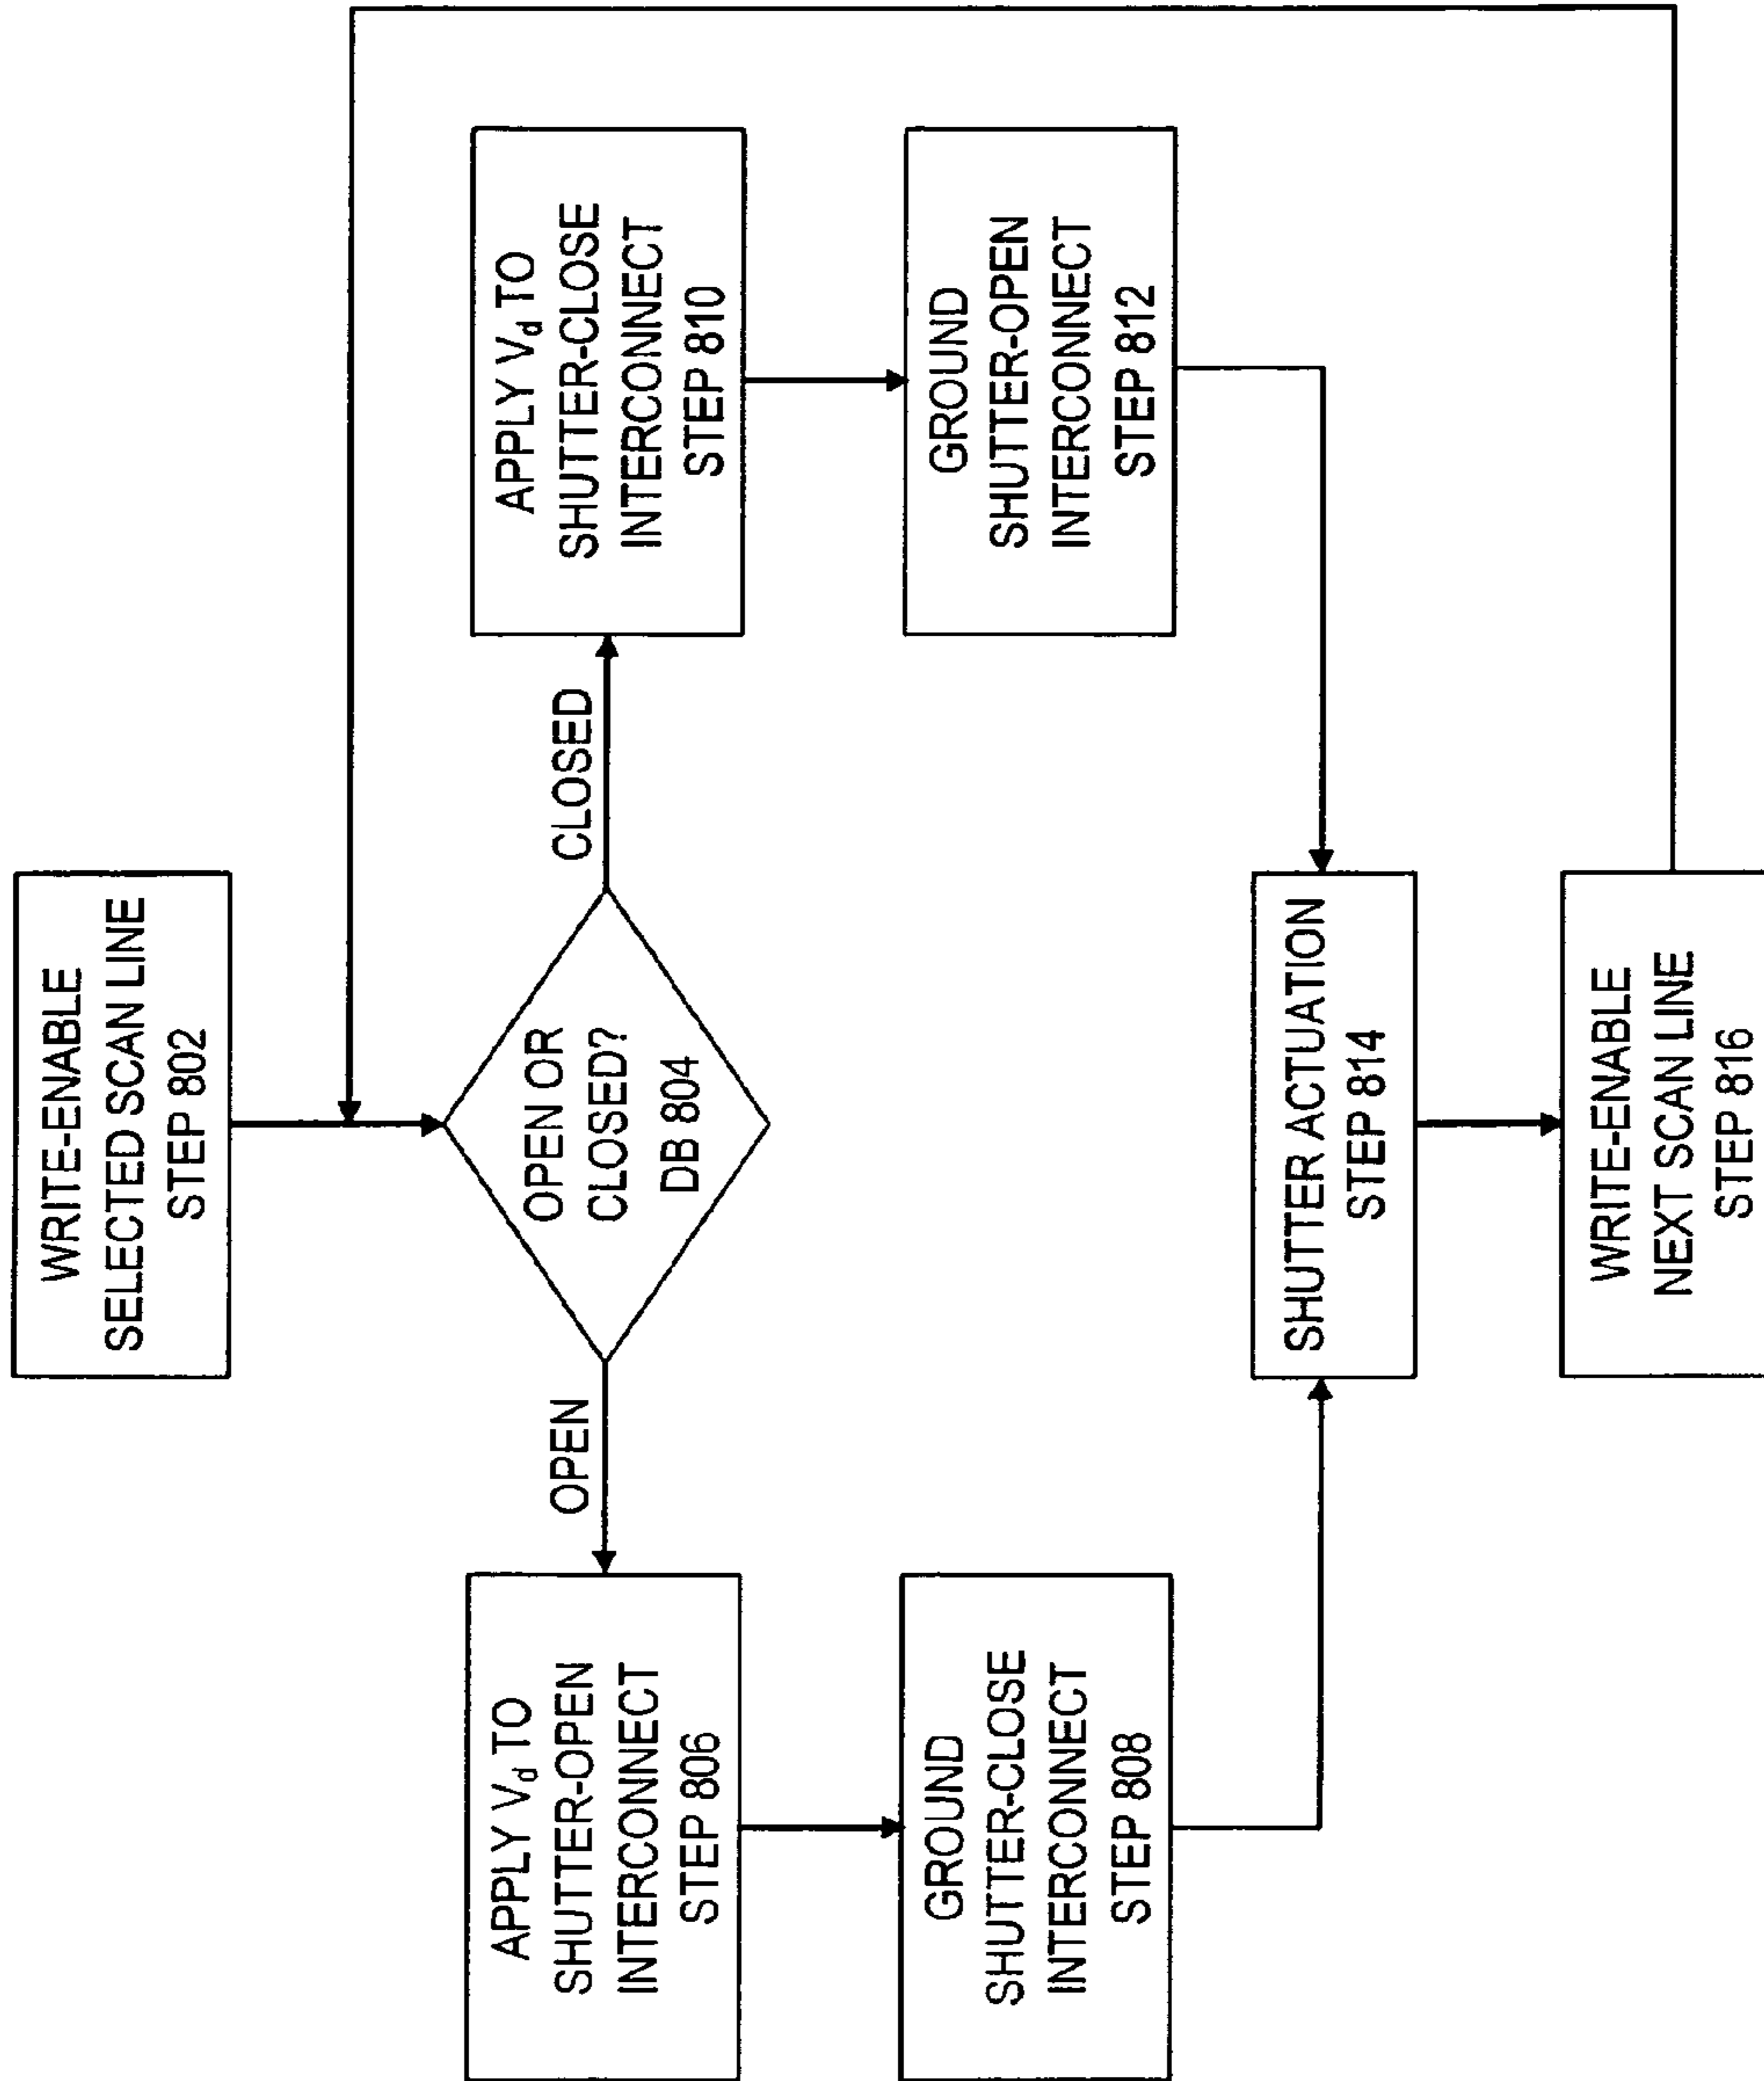 WRITE-ENABLE
SELECTED SCAN LINE
STEP 802
OPEN OR
CLOSED?
DB 804
OPEN
CLOSED
APPLY Vd TO
SHUTTER-OPEN
INTERCONNECT
STEP 806
GROUND
SHUTTER-CLOSE
INTERCONNECT
STEP 808
APPLY Vd TO
SHUTTER-CLOSE
INTERCONNECT
STEP 810
GROUND
SHUTTER-OPEN
INTERCONNECT
STEP 812
SHUTTER ACTUATION
STEP 814
WRITE-ENABLE
NEXT SCAN LINE
STEP 816